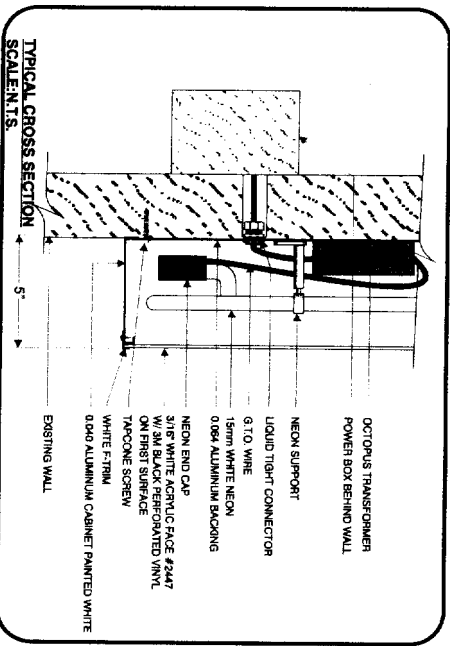 OCTOPUS TRANSFORMER
POWER BOX BEHIND WALL
NEON SUPPORT
LIQUID TIGHT CONNECTOR
G.T.O. WIRE
15mm WHITE NEON
0.064 ALUMINUM BACKING
NEON END CAP
3/16" WHITE ACRYLIC FACE #2447
W/ 3M BLACK PERFORATED VINYL
ON FIRST SURFACE
TAPCONE SCREW
WHITE F-TRIM
0.040 ALUMINUM CABINET PAINTED WHITE
EXISTING WALL
5"
TYPICAL CROSS SECTION
SCALE:N.T.S.